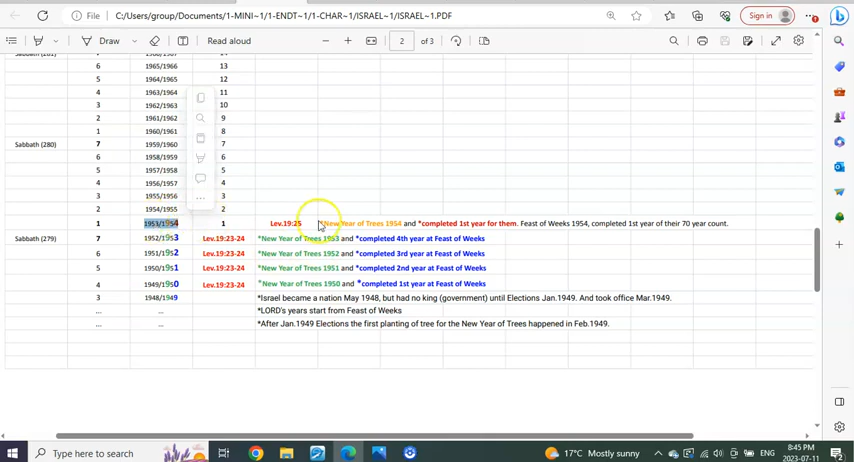 File C:/Users/group/Documents/1-MINI~1/1-ENDT~1/1-CHAR~1/ISRAEL~1/ISRAEL~1.PDF Sign in
Draw Read aloud 2 of 3
6 1965/1966 13
5 1964/1965 12
4 1963/1964 11
3 1962/1963 10
2 1961/1962 9
1 1960/1961 8
Sabbath (280) 7 1959/1960 7
6 1958/1959 6
5 1957/1958 5
4 1956/1957 4
3 1955/1956 3
2 1954/1955 2
1 1953/1954 1 Lev.19:25 *New Year of Trees 1954 and *completed 1st year for them. Feast of Weeks 1954, completed 1st year of their 70 year count.
Sabbath (279) 7 1952/1953 Lev.19:23-24 *New Year of Trees 1953 and *completed 4th year at Feast of Weeks
6 1951/1952 Lev.19:23-24 *New Year of Trees 1952 and *completed 3rd year at Feast of Weeks
5 1950/1951 Lev.19:23-24 *New Year of Trees 1951 and *completed 2nd year at Feast of Weeks
4 1949/1950 Lev.19:23-24 *New Year of Trees 1950 and *completed 1st year at Feast of Weeks
3 1948/1949 *Israel became a nation May 1948, but had no king (government) until Elections Jan.1949. And took office Mar.1949.
... ... *LORD's years start from Feast of Weeks
... ... *After Jan.1949 Elections the first planting of tree for the New Year of Trees happened in Feb.1949.
Type here to search 17°C Mostly sunny ENG 8:45 PM
2023-07-11